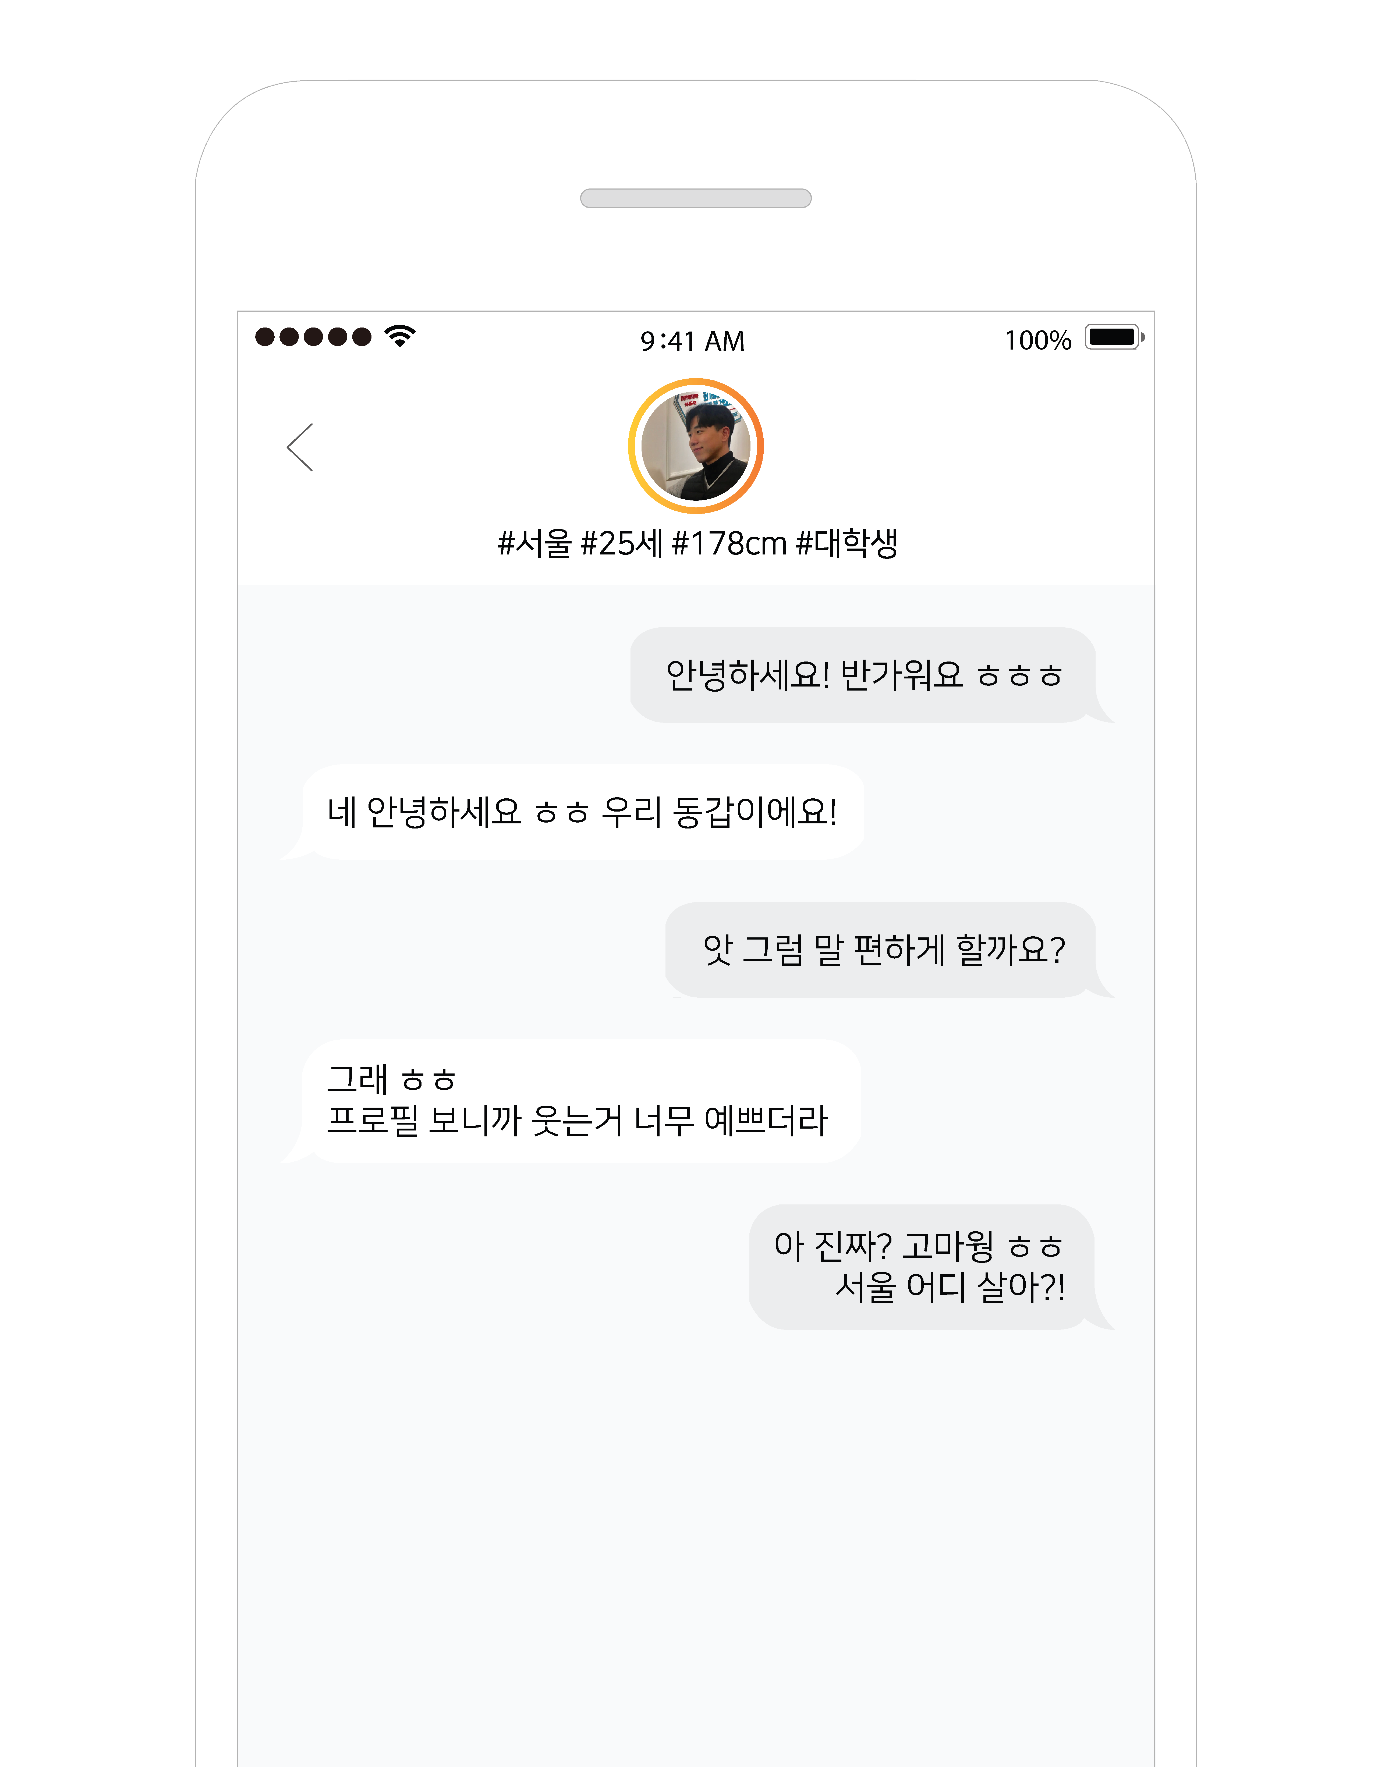 9:41 AM
100%
#서울 #25세 #178cm #대학생
안녕하세요! 반가워요 ㅎㅎㅎ
네 안녕하세요 ㅎㅎ 우리 동갑이에요!
앗 그럼 말 편하게 할까요?
그래 ㅎㅎ
프로필 보니까 웃는거 너무 예쁘더라
아 진짜? 고마웡 ㅎㅎ
서울 어디 살아?!